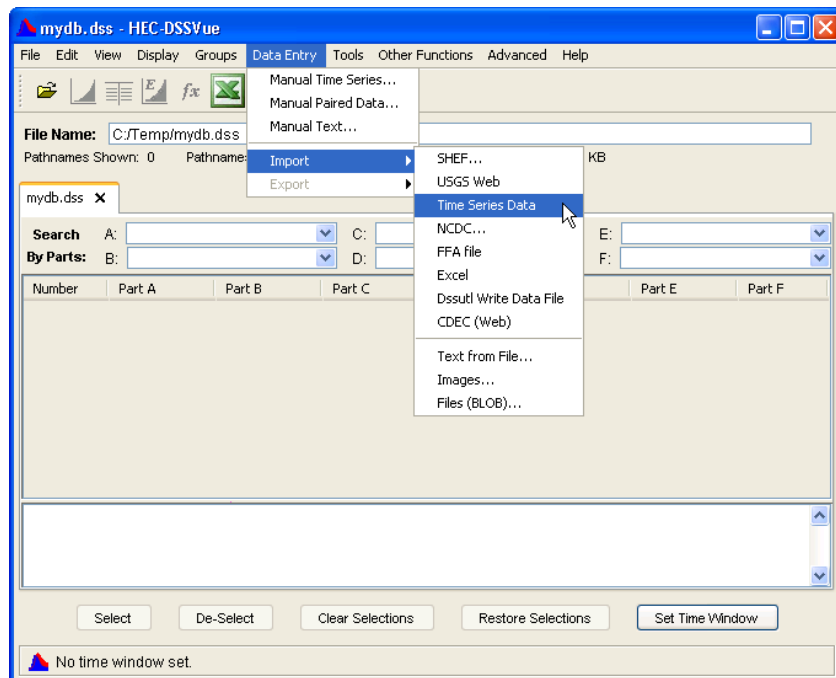 mydb.dss - HEC-DSSVue
File Edit View Display Groups Data Entry Tools Other Functions Advanced Help
Manual Time Series...
Manual Paired Data...
Manual Text...
Import
Export
SHEF...
USGS Web
Time Series Data
NCDC...
FFA file
Excel
Dssutl Write Data File
CDEC (Web)
Text from File...
Images...
Files (BLOB)...
E
fx
File Name: C:/Temp/mydb.dss
Pathnames Shown: 0 Pathname KB
mydb.dss
Search A: C: E:
By Parts: B: D: F:
Number Part A Part B Part C Part E Part F
Select De-Select Clear Selections Restore Selections Set Time Window
No time window set.